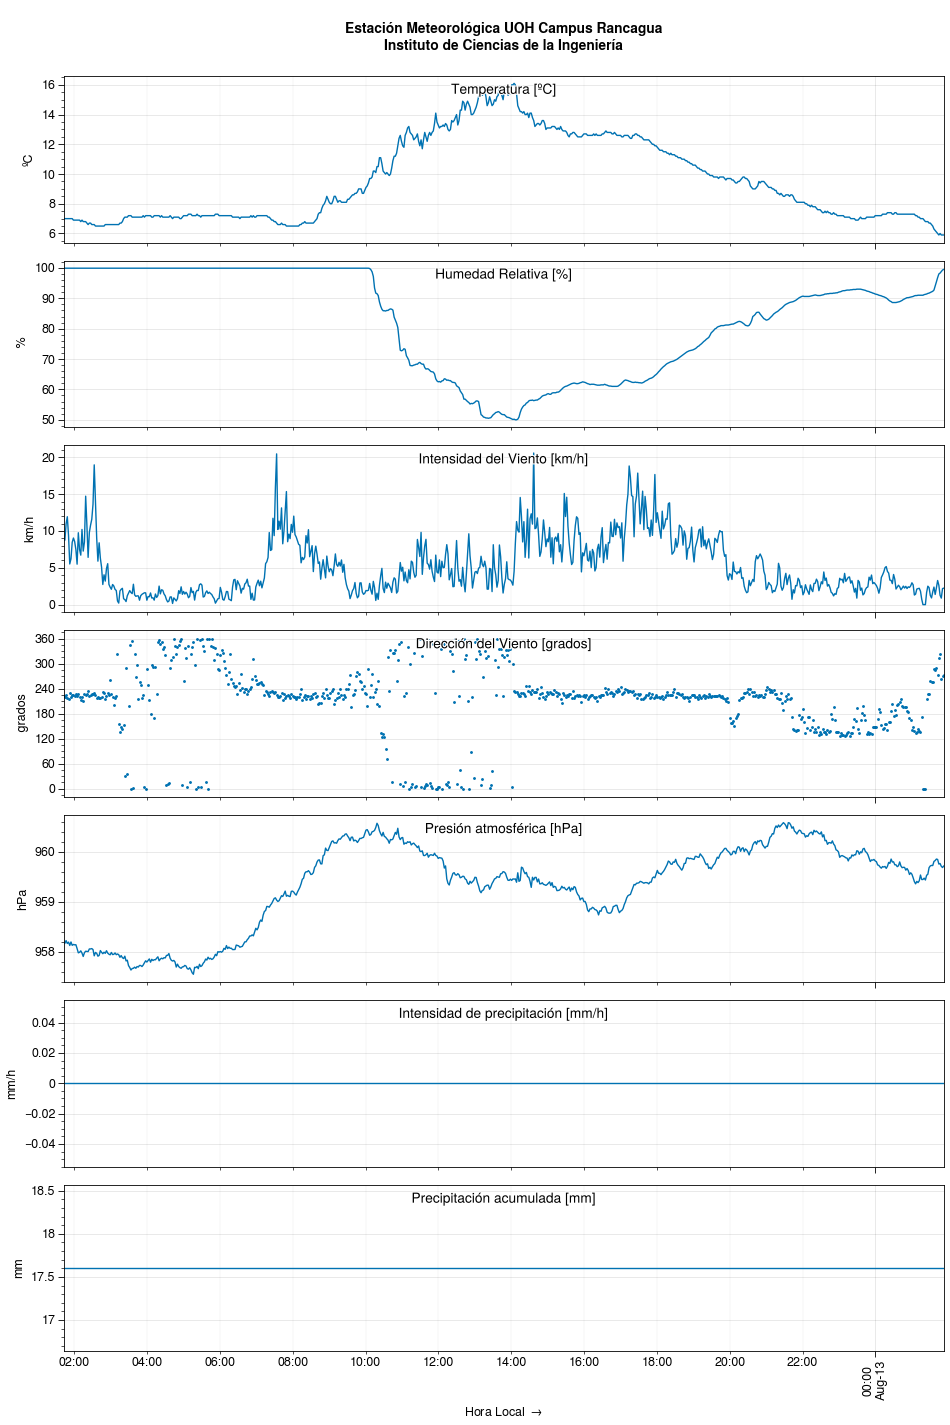 Estación Meteorológica UOH Campus Rancagua
Instituto de Ciencias de la Ingeniería
Temperatura [ºC]
16
14
12
10
8
6
ºC
Humedad Relativa [%]
100
90
80
70
60
50
%
Intensidad del Viento [km/h]
20
15
10
5
0
km/h
Dirección del Viento [grados]
360
300
240
180
120
60
0
grados
Presión atmosférica [hPa]
960
959
958
hPa
Intensidad de precipitación [mm/h]
0.04
0.02
0
−0.02
−0.04
mm/h
Precipitación acumulada [mm]
18.5
18
17.5
17
mm
02:00 04:00 06:00 08:00 10:00 12:00 14:00 16:00 18:00 20:00 22:00
00:00
Aug-13
Hora Local →